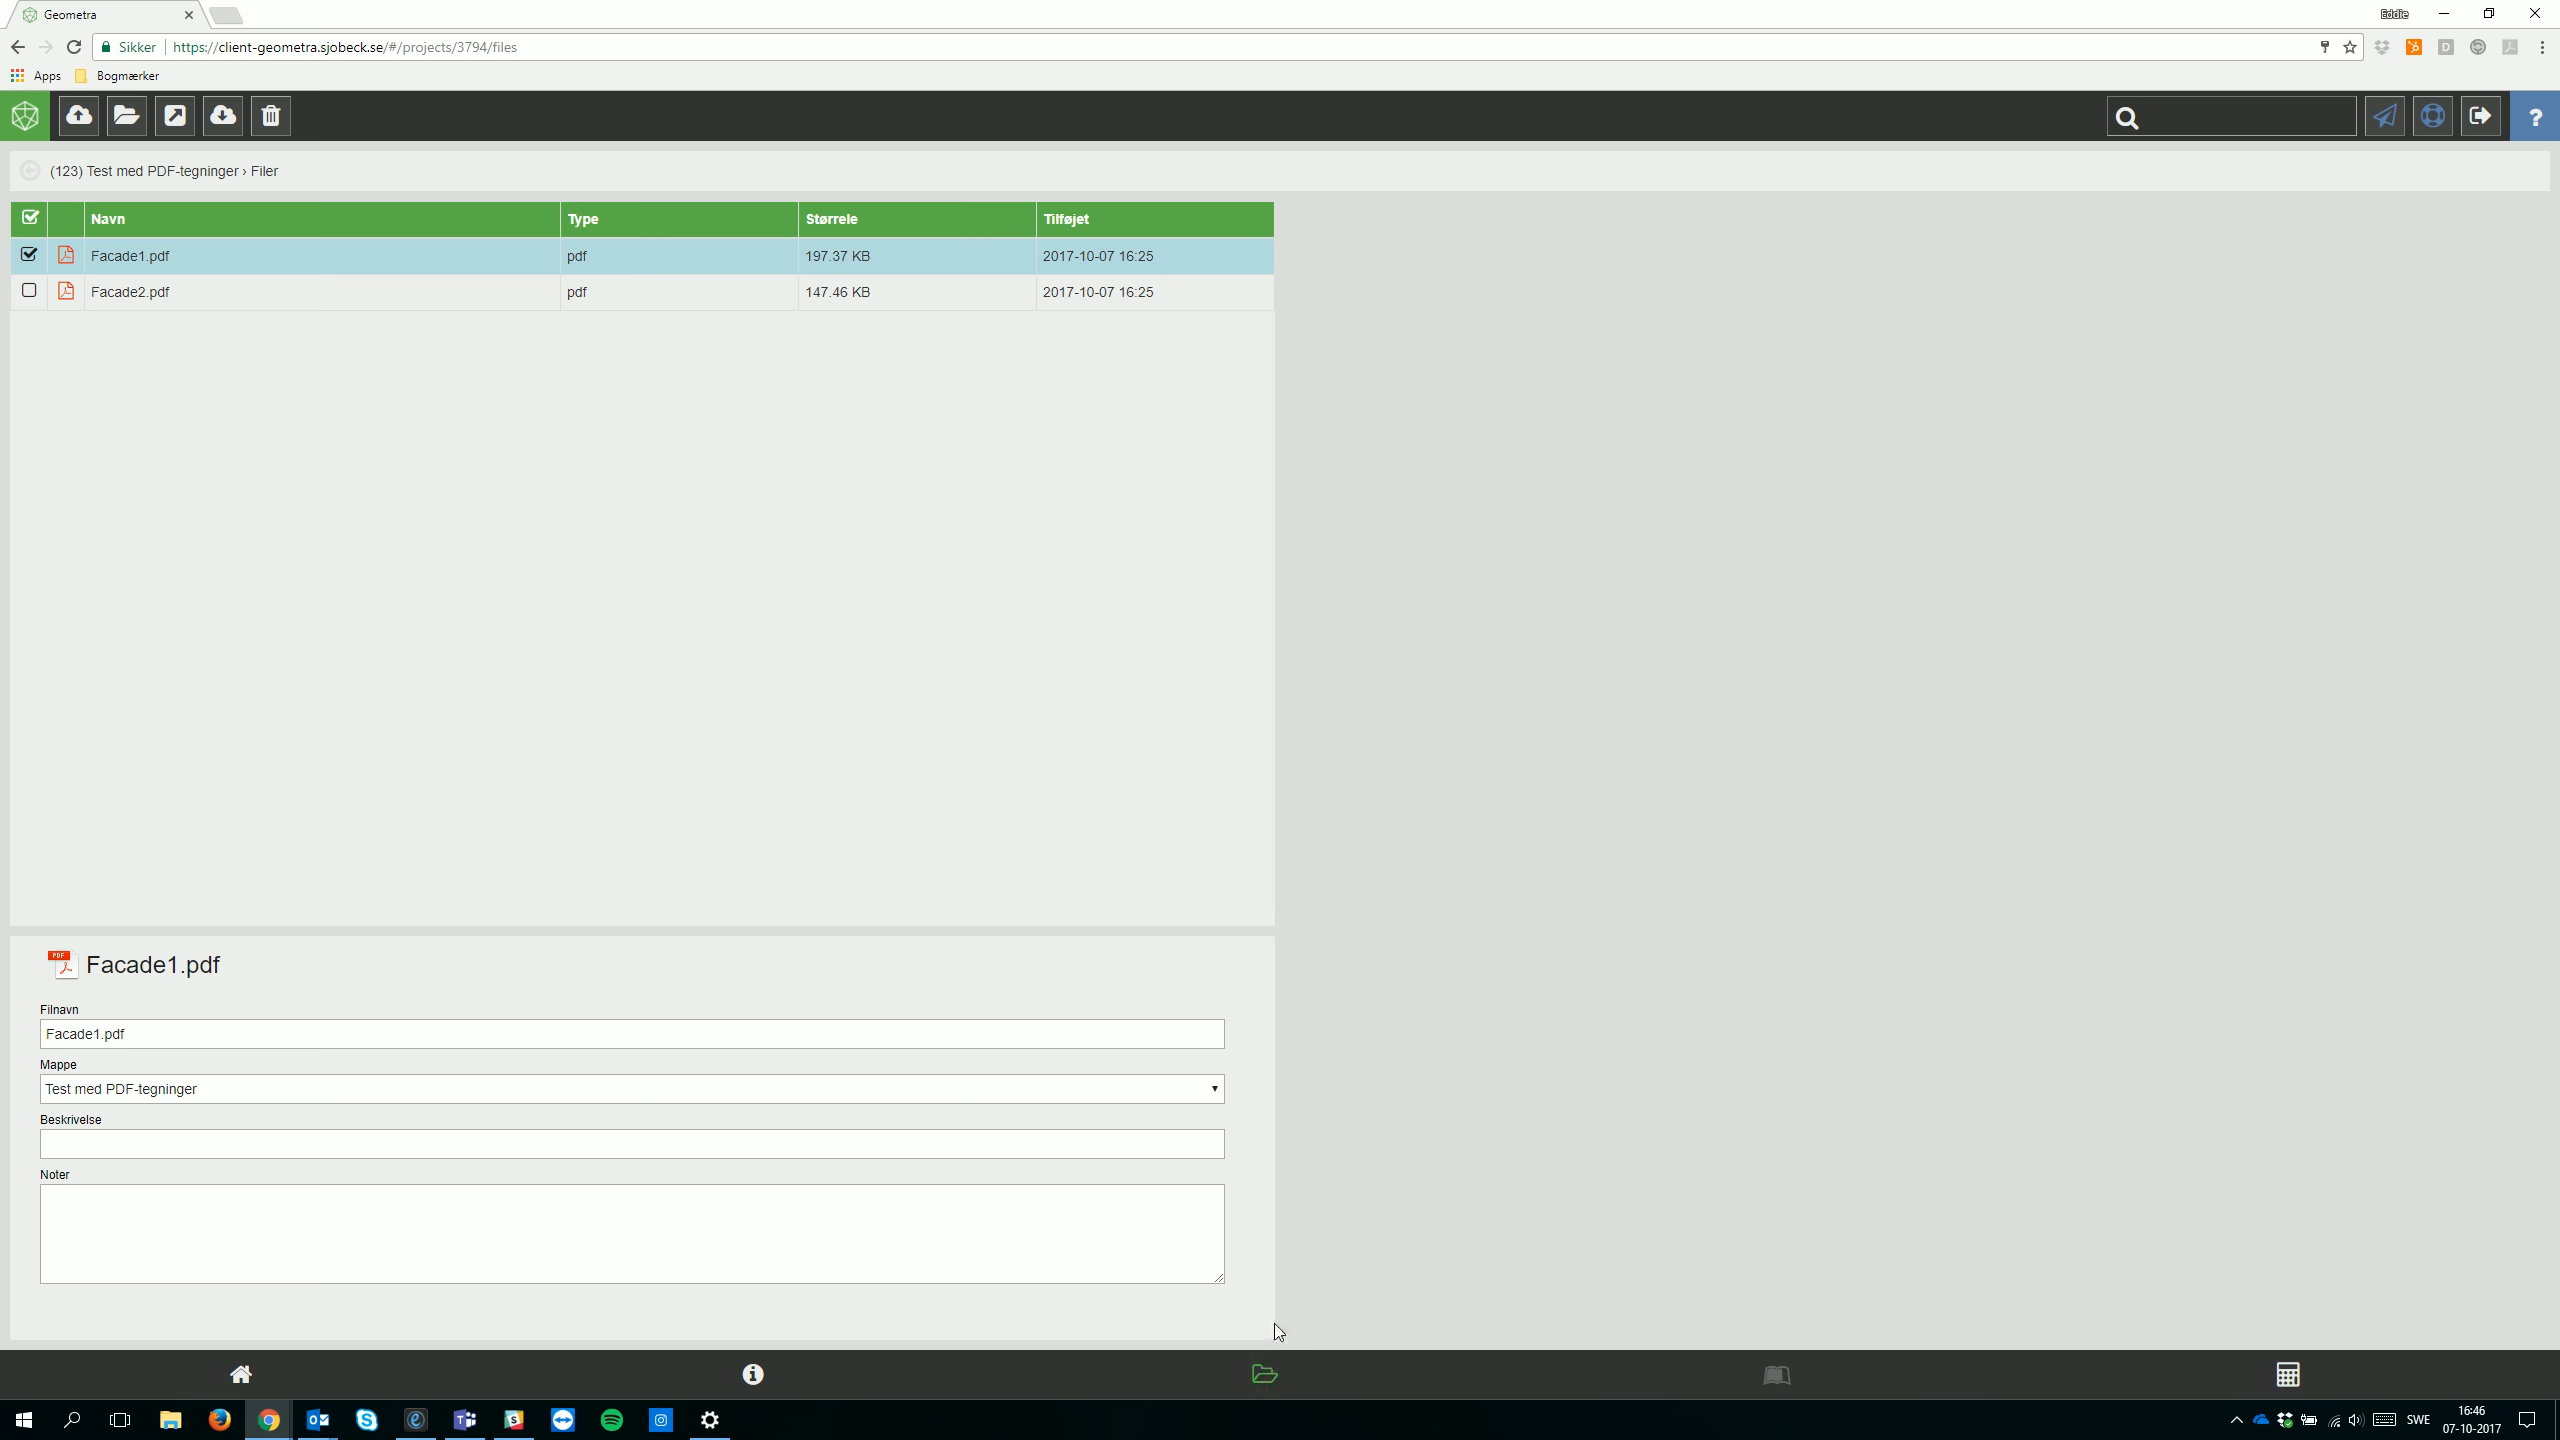 Geometra
Eddie
Sikker
https://client-geometra.sjobeck.se/#/projects/3794/files
D
Apps
Bogmærker
?
(123) Test med PDF-tegninger › Filer
Navn Type Størrele Tilføjet
Facade1.pdf pdf 197.37 KB 2017-10-07 16:25
Facade2.pdf pdf 147.46 KB 2017-10-07 16:25
PDF
Facade1.pdf
Filnavn
Facade1.pdf
Mappe
Test med PDF-tegninger
Beskrivelse
Noter
SWE
16:46
07-10-2017